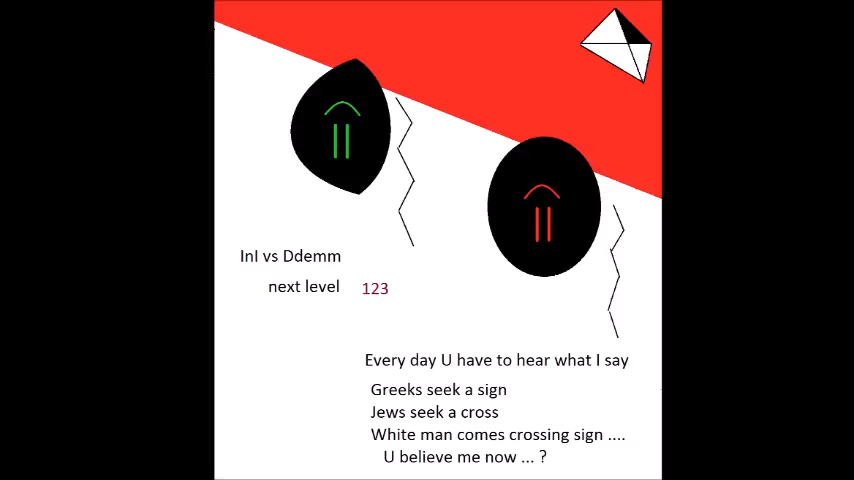 InI vs Ddemm
next level 123
Every day U have to hear what I say
Greeks seek a sign
Jews seek a cross
White man comes crossing sign ....
U believe me now ... ?